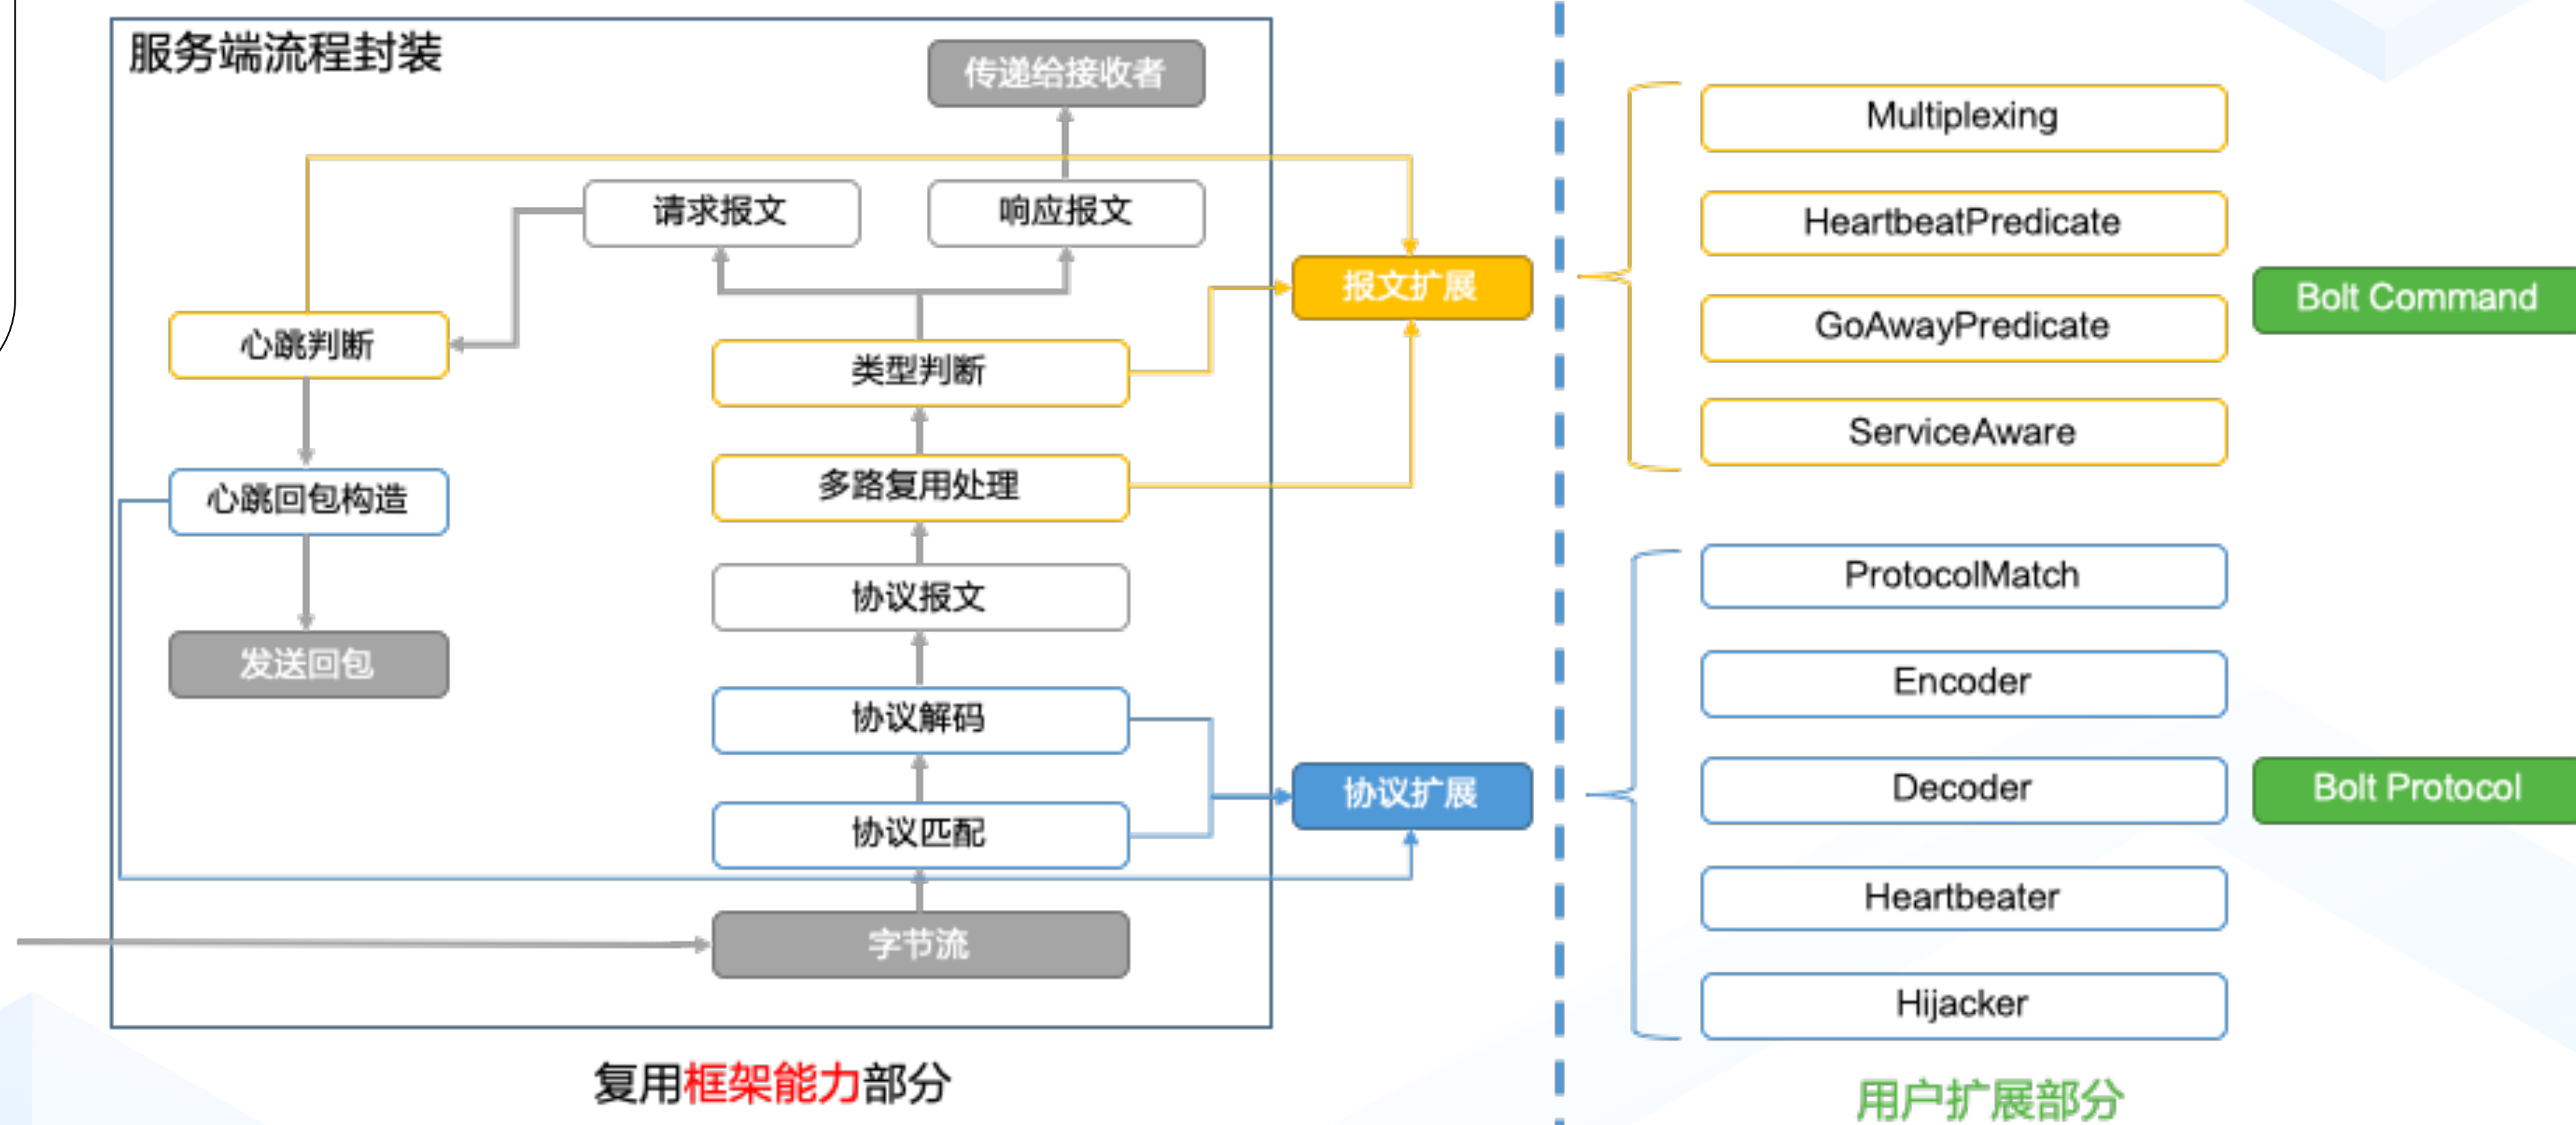 服务端流程封装
传递给接收者
请求报文
响应报文
心跳判断
类型判断
心跳回包构造
多路复用处理
发送回包
协议报文
协议解码
协议匹配
字节流
报文扩展
协议扩展
复用框架能力部分
Multiplexing
HeartbeatPredicate
GoAwayPredicate
ServiceAware
Bolt Command
ProtocolMatch
Encoder
Decoder
Heartbeater
Hijacker
Bolt Protocol
用户扩展部分